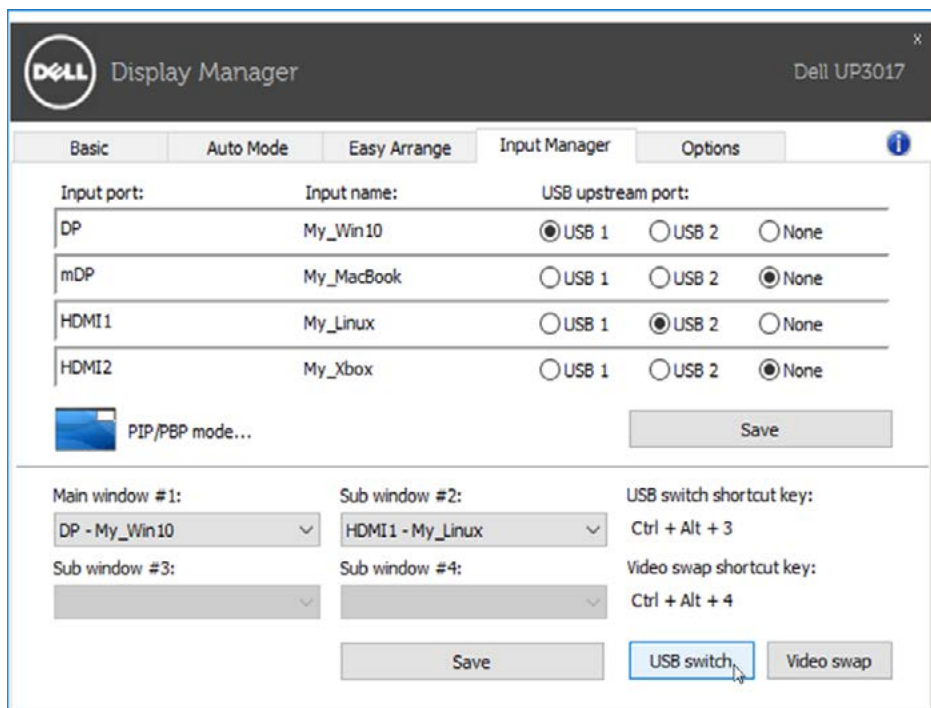 DELL Display Manager Dell UP3017 x
Basic Auto Mode Easy Arrange Input Manager Options i
Input port: Input name: USB upstream port:
DP My_Win10 USB 1 USB 2 None
mDP My_MacBook USB 1 USB 2 None
HDMI1 My_Linux USB 1 USB 2 None
HDMI2 My_Xbox USB 1 USB 2 None
PIP/PBP mode... Save
Main window #1: Sub window #2: USB switch shortcut key:
DP - My_Win10 HDMI1 - My_Linux Ctrl + Alt + 3
Sub window #3: Sub window #4: Video swap shortcut key:
Ctrl + Alt + 4
Save USB switch Video swap